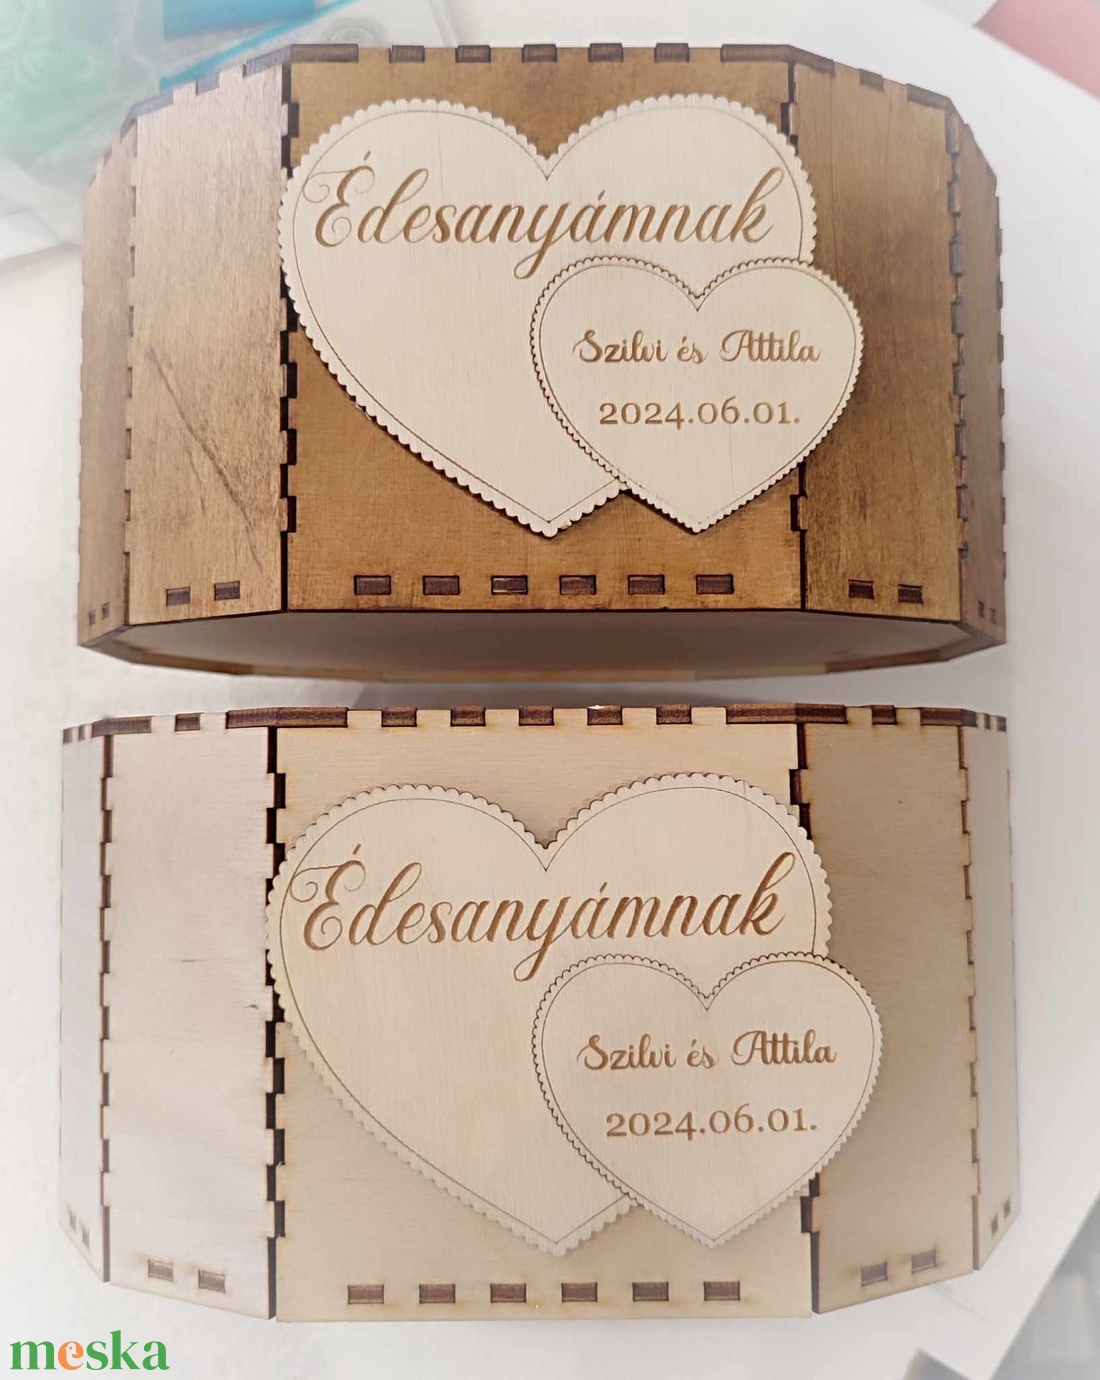 Édesanyámnak
Szilvi és Attila
2024.06.01.
Édesanyámnak
Szilvi és Attila
2024.06.01.
meska